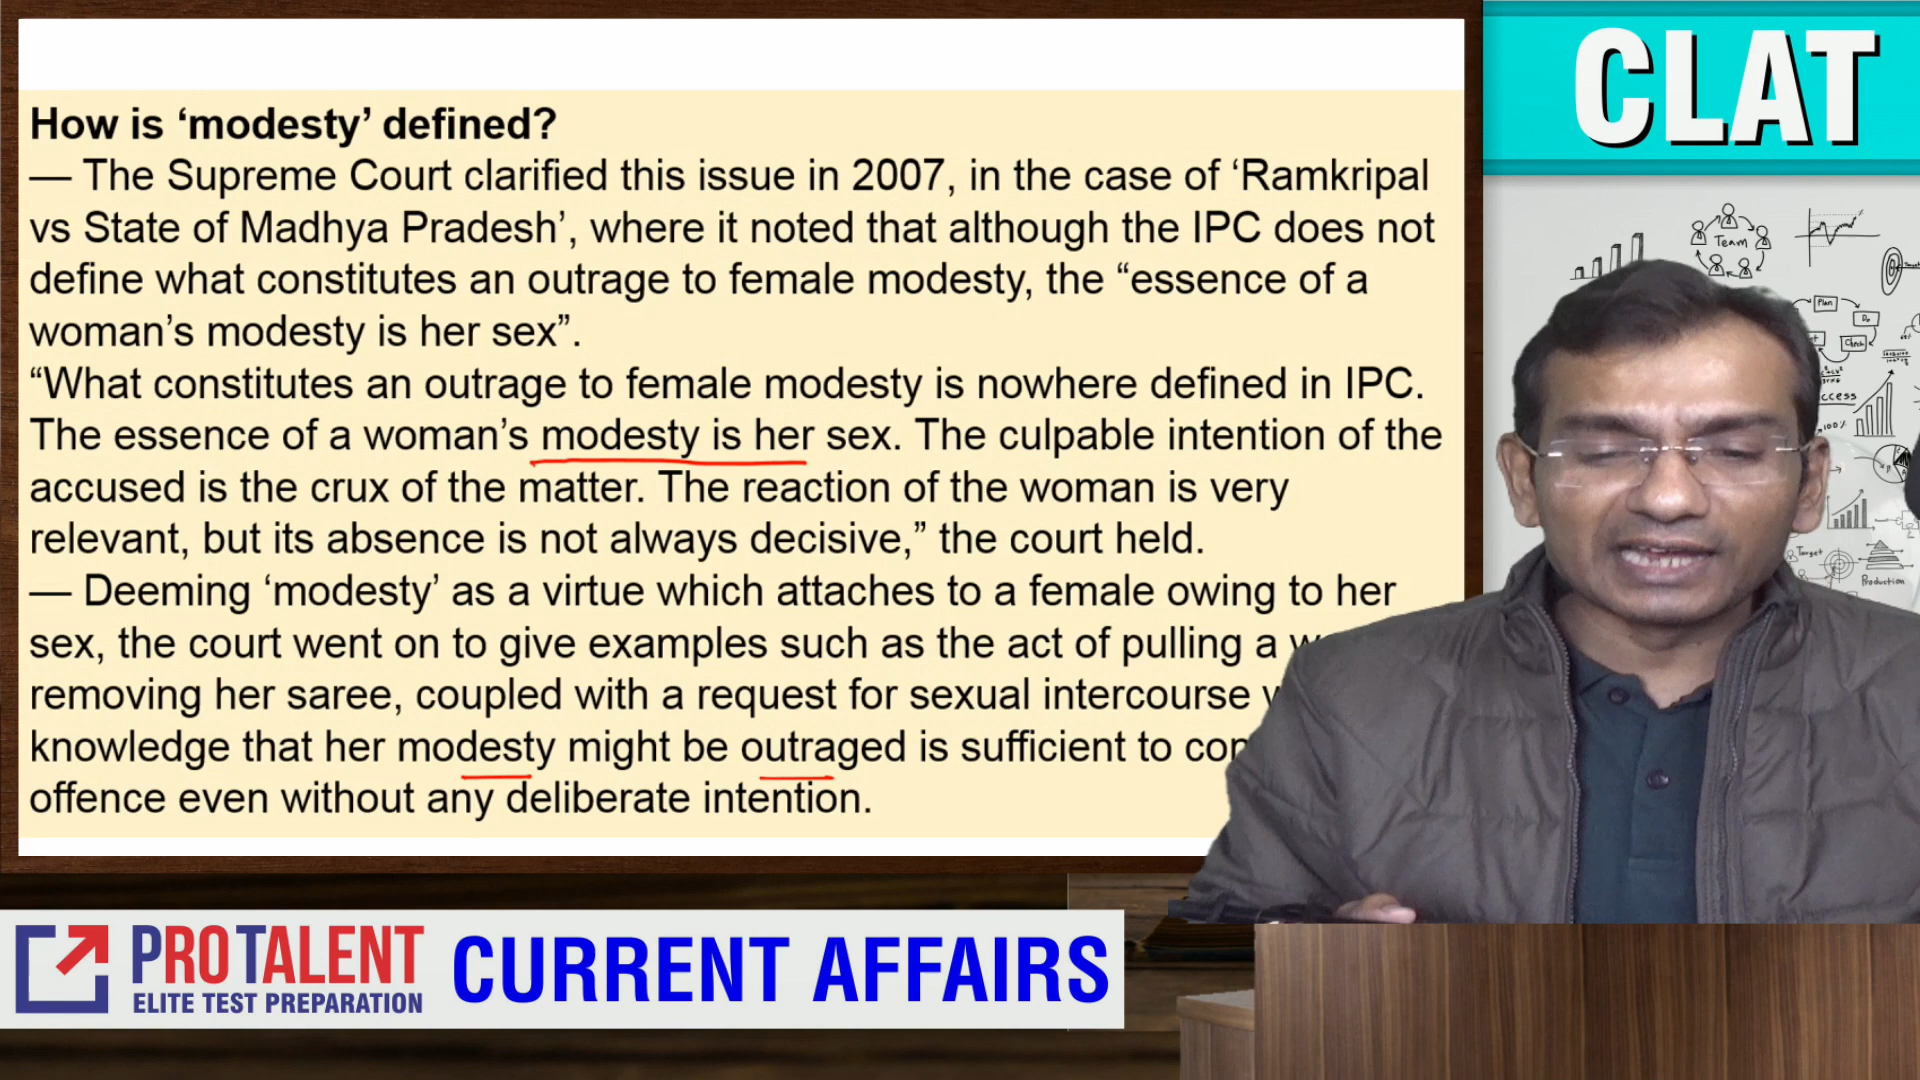 How is ‘modesty’ defined?
— The Supreme Court clarified this issue in 2007, in the case of ‘Ramkripal
vs State of Madhya Pradesh’, where it noted that although the IPC does not
define what constitutes an outrage to female modesty, the “essence of a
woman’s modesty is her sex”.
“What constitutes an outrage to female modesty is nowhere defined in IPC.
The essence of a woman’s modesty is her sex. The culpable intention of the
accused is the crux of the matter. The reaction of the woman is very
relevant, but its absence is not always decisive,” the court held.
— Deeming ‘modesty’ as a virtue which attaches to a female owing to her
sex, the court went on to give examples such as the act of pulling a
removing her saree, coupled with a request for sexual intercourse
knowledge that her modesty might be outraged is sufficient to
offence even without any deliberate intention.
CLAT
Team
Plan
Do
Check
100%
Target
Production
PROTALENT
ELITE TEST PREPARATION
CURRENT AFFAIRS